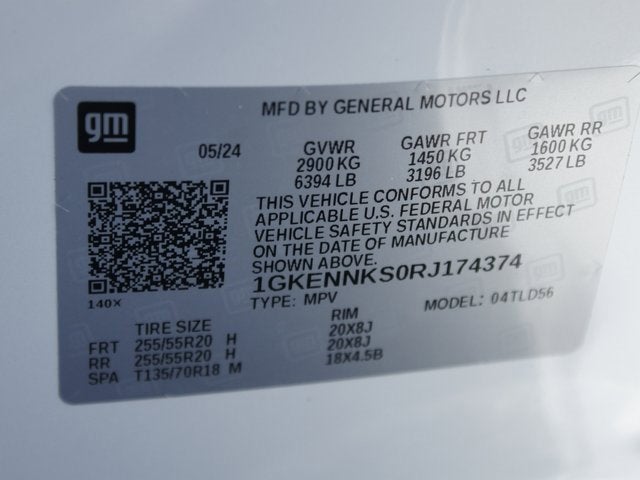 gm
MFD BY GENERAL MOTORS LLC
05/24 GVWR GAWR FRT GAWR RR
2900 KG 1450 KG 1600 KG
6394 LB 3196 LB 3527 LB
THIS VEHICLE CONFORMS TO ALL
APPLICABLE U.S. FEDERAL MOTOR
VEHICLE SAFETY STANDARDS IN EFFECT
ON THE DATE OF MANUFACTURE
SHOWN ABOVE.
1GKENNKS0RJ174374
140X
TYPE: MPV MODEL: 04TLD56
TIRE SIZE RIM
FRT 255/55R20 H 20X8J
RR 255/55R20 H 20X8J
SPA T135/70R18 M 18X4.5B